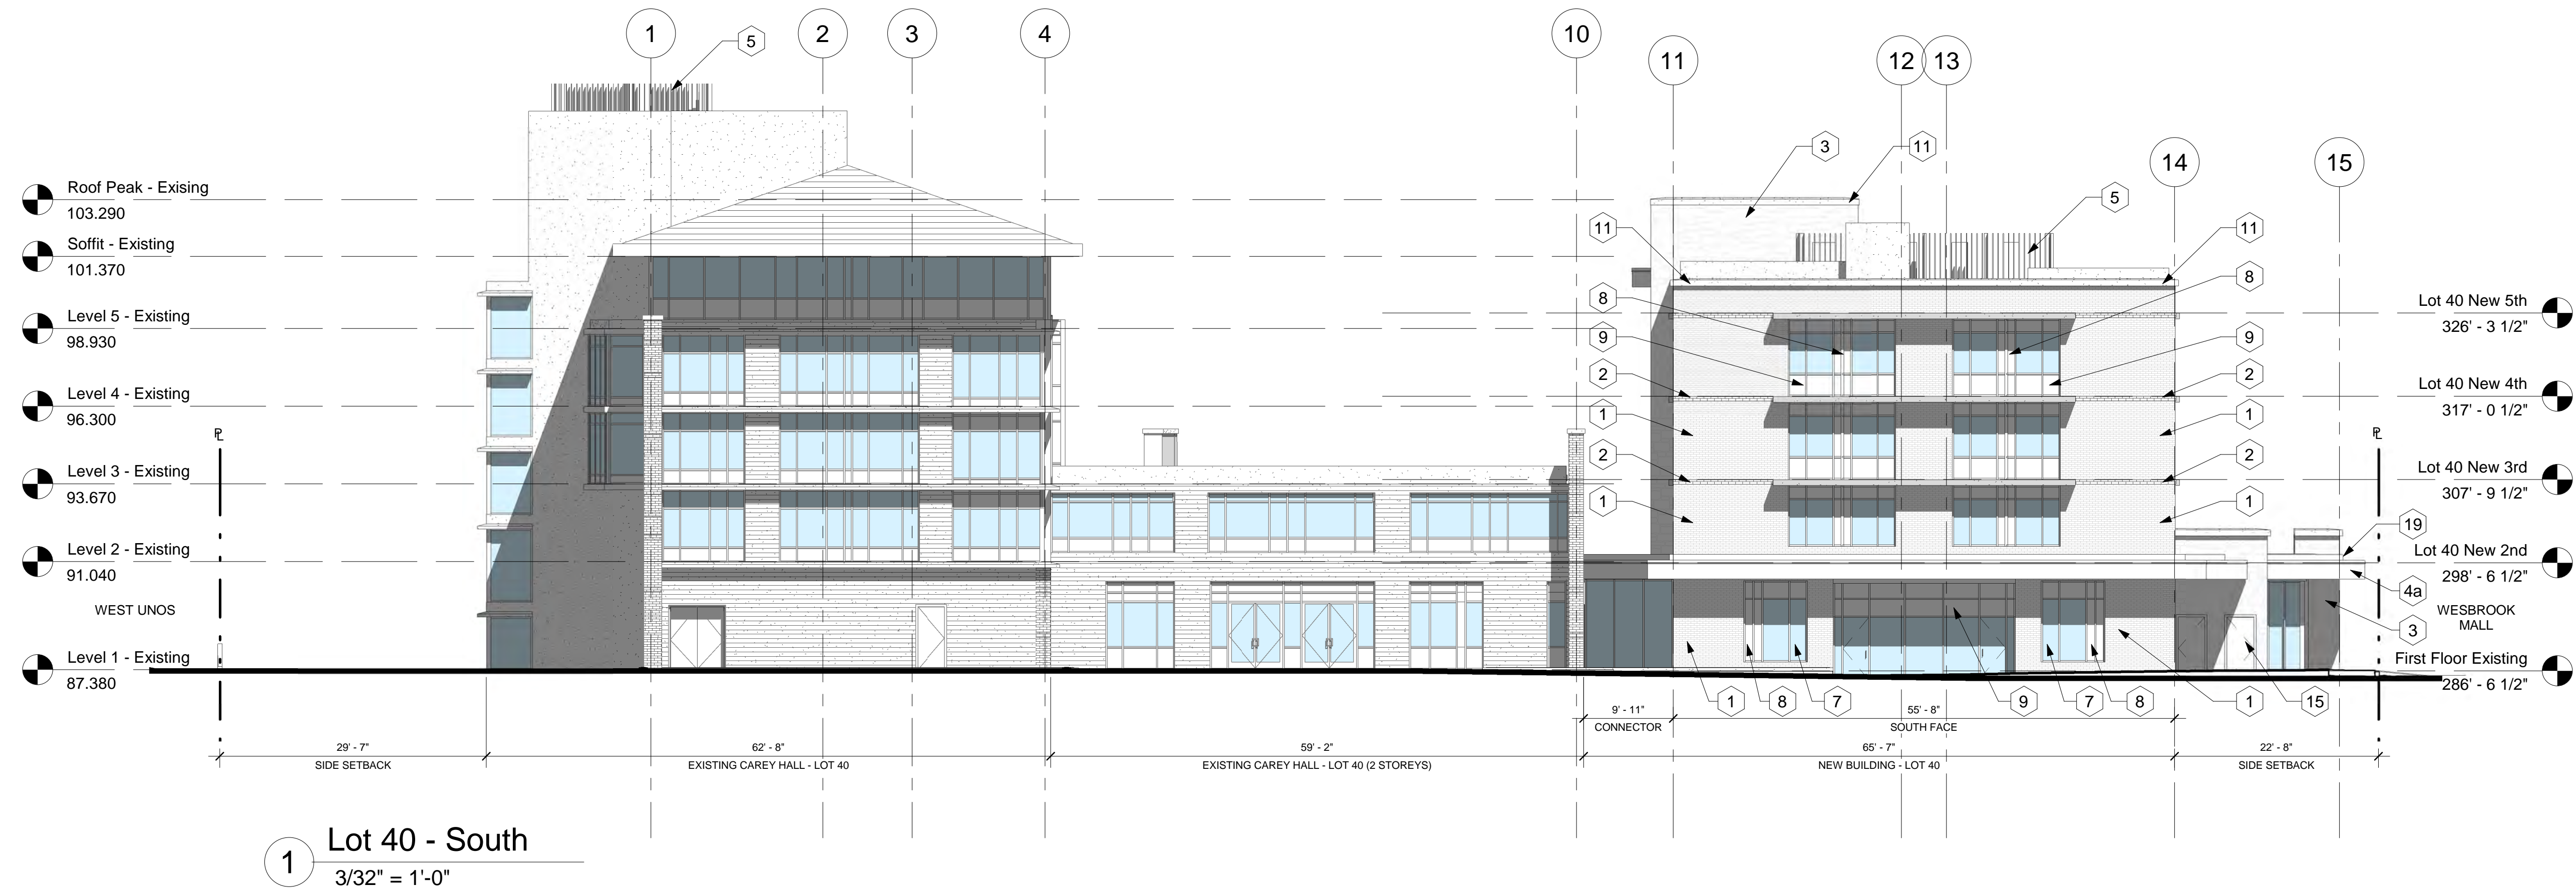 1
5
2
3
4
10
11
12
13
14
15
3
11
5
Roof Peak - Exising
103.290
Soffit - Existing
101.370
Level 5 - Existing
98.930
Level 4 - Existing
96.300
Level 3 - Existing
93.670
Level 2 - Existing
91.040
WEST UNOS
Level 1 - Existing
87.380
PL
11
8
9
2
1
2
1
11
8
9
2
1
2
1
Lot 40 New 5th
326' - 3 1/2"
Lot 40 New 4th
317' - 0 1/2"
PL
Lot 40 New 3rd
307' - 9 1/2"
19
Lot 40 New 2nd
298' - 6 1/2"
4a
WESBROOK
MALL
3
First Floor Existing
286' - 6 1/2"
1
8
7
9
7
8
1
15
9' - 11"
CONNECTOR
55' - 8"
SOUTH FACE
29' - 7"
SIDE SETBACK
62' - 8"
EXISTING CAREY HALL - LOT 40
59' - 2"
EXISTING CAREY HALL - LOT 40 (2 STOREYS)
65' - 7"
NEW BUILDING - LOT 40
22' - 8"
SIDE SETBACK
1
Lot 40 - South
3/32" = 1'-0"